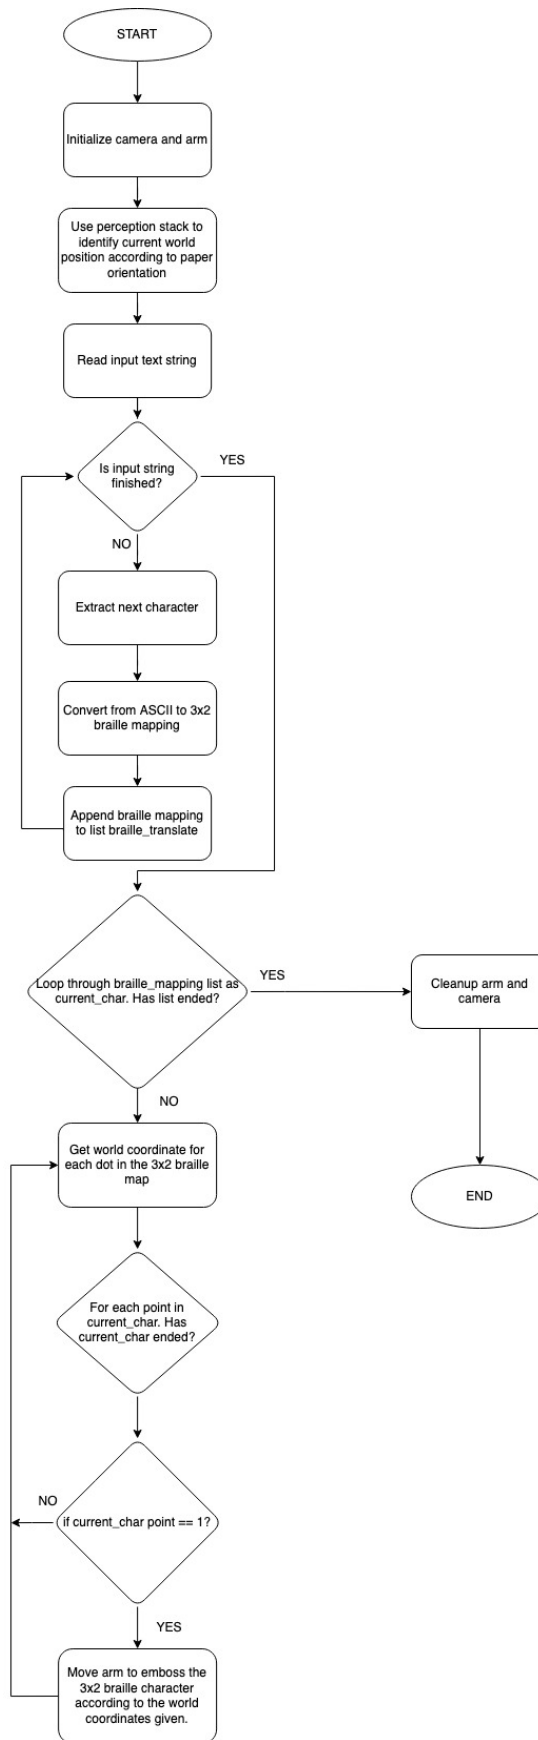 START
Initialize camera and arm
Use perception stack to
identify current world
position according to paper
orientation
Read input text string
Is input string
finished?
YES
NO
Extract next character
Convert from ASCII to 3x2
braille mapping
Append braille mapping
to list braille_translate
Loop through braille_mapping list as
current_char. Has list ended?
YES
Cleanup arm and
camera
NO
Get world coordinate for
each dot in the 3x2 braille
map
END
For each point in
current_char. Has
current_char ended?
NO
if current_char point == 1?
YES
Move arm to emboss the
3x2 braille character
according to the world
coordinates given.